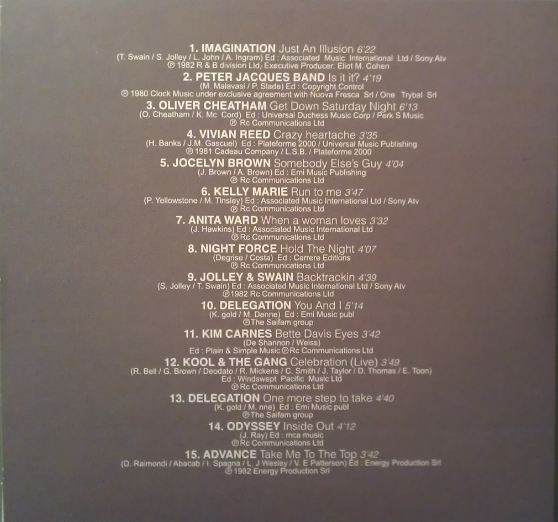 1. IMAGINATION Just An Illusion 6'22
(T. Swain / S. Jolley / L. John / A. Ingram) Ed : Associated Music International Ltd / Sony Atv
℗ 1982 R & B division Ltd, Executive Producer: Eliot M. Cohen
2. PETER JACQUES BAND Is it it? 4'19
(M. Malavasi / P. Slade) Ed : Copyright Control
℗ 1980 Clock Music under exclusive agreement with Nuova Fresca Srl / One Trybal Srl
3. OLIVER CHEATHAM Get Down Saturday Night 6'13
(O. Cheatham / K. Mc Cord) Ed : Universal Duchess Music Corp / Perk S Music
℗ Rc Communications Ltd
4. VIVIAN REED Crazy heartache 3'35
(H. Banks / J.M. Gascuel) Ed : Plateforme 2000 / Universal Music Publishing
℗ 1981 Cadeau Company / L.S.B. / Plateforme 2000
5. JOCELYN BROWN Somebody Else's Guy 4'04
(J. Brown / A. Brown) Ed : Emi Music Publishing
℗ Rc Communications Ltd
6. KELLY MARIE Run to me 3'47
(P. Yellowstone / M. Tinsley) Ed : Associated Music International Ltd / Sony Atv
℗ Rc Communications Ltd
7. ANITA WARD When a woman loves 3'32
(J. Hawkins) Ed : Associated Music International Ltd
℗ Rc Communications Ltd
8. NIGHT FORCE Hold The Night 4'07
(Degrise / Costa) Ed : Carrere Editions
℗ Rc Communications Ltd
9. JOLLEY & SWAIN Backtrackin 4'39
(S. Jolley / T. Swain) Ed : Associated Music International Ltd / Sony Atv
℗1982 Rc Communications Ltd
10. DELEGATION You And I 5'14
(K. gold / M. Denne) Ed : Emi Music publ
℗The Saifam group
11. KIM CARNES Bette Davis Eyes 3'42
(De Shannon / Weiss)
Ed : Plain & Simple Music ℗Rc Communications Ltd
12. KOOL & THE GANG Celebration (Live) 3'49
(R. Bell / G. Brown / Deodato / R. Mickens / C. Smith / J. Taylor / D. Thomas / E. Toon)
Ed : Windswept Pacific Music Ltd
℗ Rc Communications Ltd
13. DELEGATION One more step to take 4'40
(K. gold / M. nne) Ed : Emi Music publ
℗The Saifam group
14. ODYSSEY Inside Out 4'12
(J. Ray) Ed : mca music
℗Rc Communications Ltd
15. ADVANCE Take Me To The Top 3'42
(D. Raimondi / Abacab / I. Spagna / L. J Wesley / V. E Patterson) Ed : Energy Production Srl
℗1982 Energy Production Srl